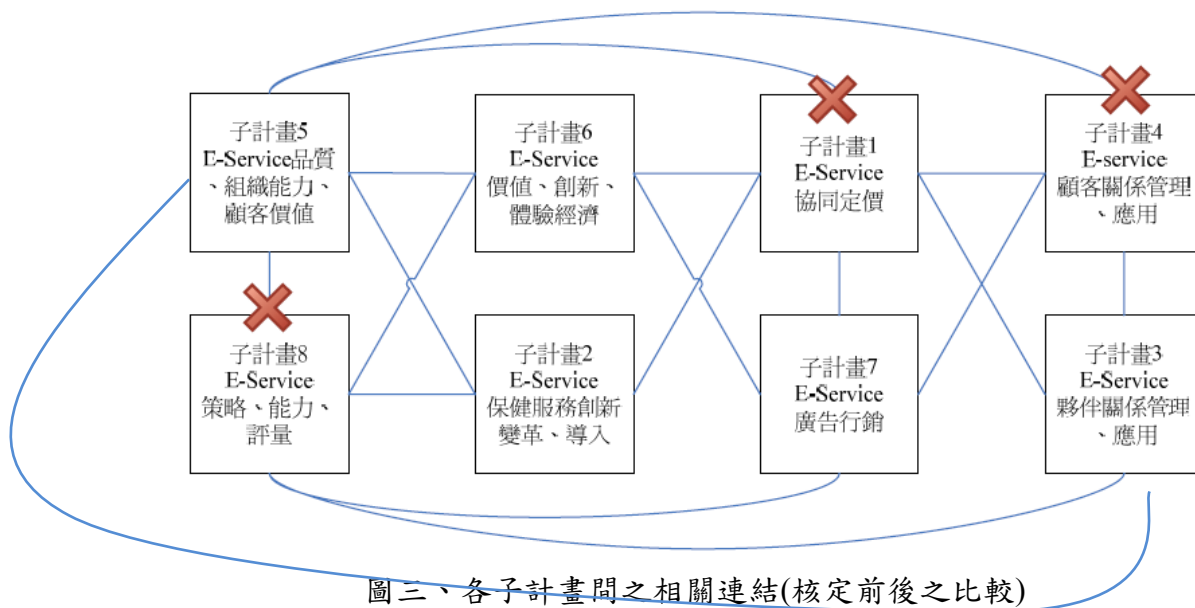 子計畫5
E-Service品質
、組織能力、
顧客價值
子計畫6
E-Service
價值、創新、
體驗經濟
子計畫1
E-Service
協同定價
子計畫4
E-service
顧客關係管理
、應用
子計畫8
E-Service
策略、能力、
評量
子計畫2
E-Service
保健服務創新
變革、導入
子計畫7
E-Service
廣告行銷
子計畫3
E-Service
夥伴關係管理
、應用
圖三、各子計畫間之相關連結(核定前後之比較)